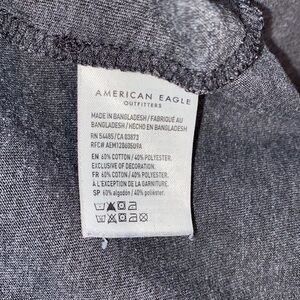 AMERICAN EAGLE
OUTFITTERS
MADE IN BANGLADESH / FABRIQUÉ AU
BANGLADESH / HECHO EN BANGLADESH
RN 54485/CA 03873
RFC# AEM120605U9A
EN 60% COTTON / 40% POLYESTER.
EXCLUSIVE OF DECORATION.
FR 60% COTON / 40% POLYESTER.
À L'EXCEPTION DE LA GARNITURE.
SP 60% algodón / 40% poliéster.